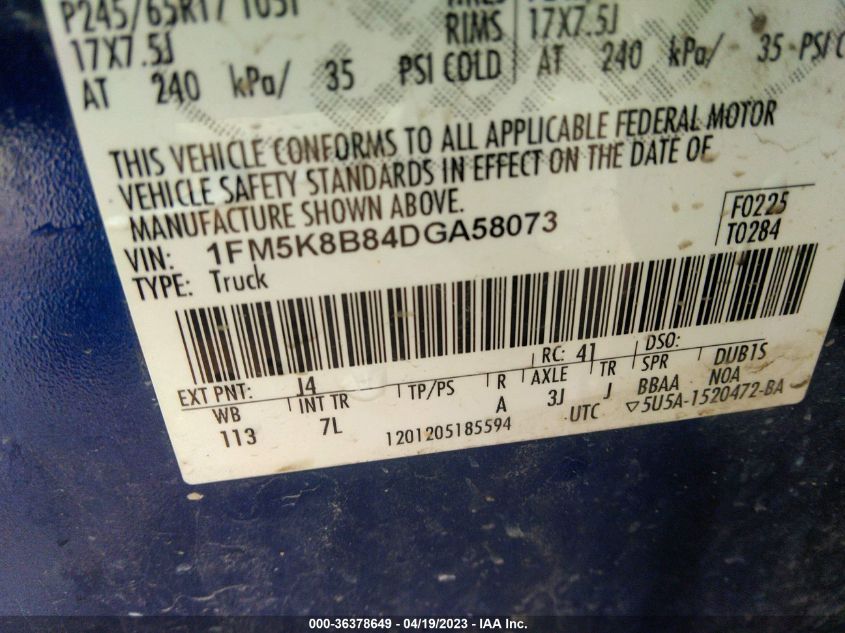 P245/65R17 105T
17X7.5J RIMS 17X7.5J
AT 240 kPa/ 35 PSI COLD AT 240 kPa/ 35 PSI C
THIS VEHICLE CONFORMS TO ALL APPLICABLE FEDERAL MOTOR
VEHICLE SAFETY STANDARDS IN EFFECT ON THE DATE OF
MANUFACTURE SHOWN ABOVE.
F0225
VIN: 1FM5K8B84DGA58073
T0284
TYPE: Truck
EXT PNT: J4 RC: 41 DSO:
WB INT TR TP/PS R AXLE TR SPR DUB1S
113 7L A 3J J BBAA NOA
1201205185594 UTC ▽5U5A-1520472-BA
000-36378649 - 04/19/2023 - IAA Inc.